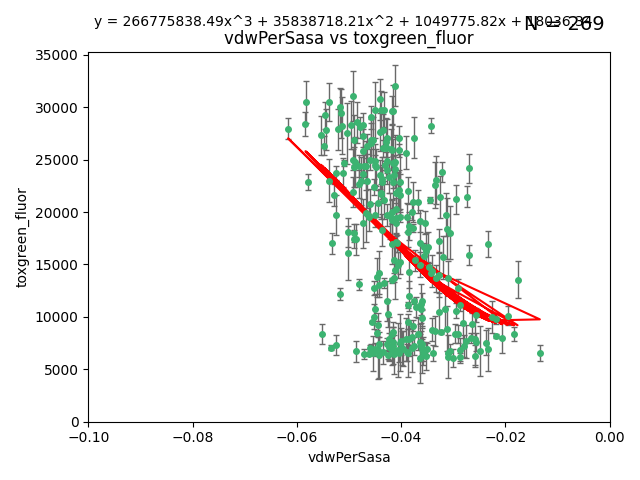 y = 266775838.49x^3 + 35838718.21x^2 + 1049775.82x +
N = 269
vdwPerSasa vs toxgreen_fluor
35000
30000
25000
20000
15000
10000
5000
0
toxgreen_fluor
−0.10
−0.08
−0.06
−0.04
−0.02
0.00
vdwPerSasa